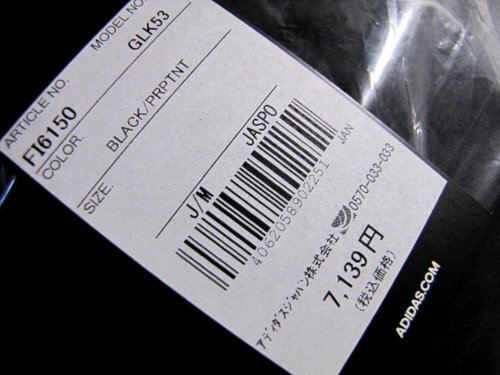 ARTICLE NO.
FI6150
MODEL NO.
GLK53
COLOR.
BLACK/PRPTNT
SIZE.
J/M
JASPO
4062058902251
JAN
アディダスジャパン株式会社
0570-033-033
7,139円
(税込価格)
ADIDAS.COM